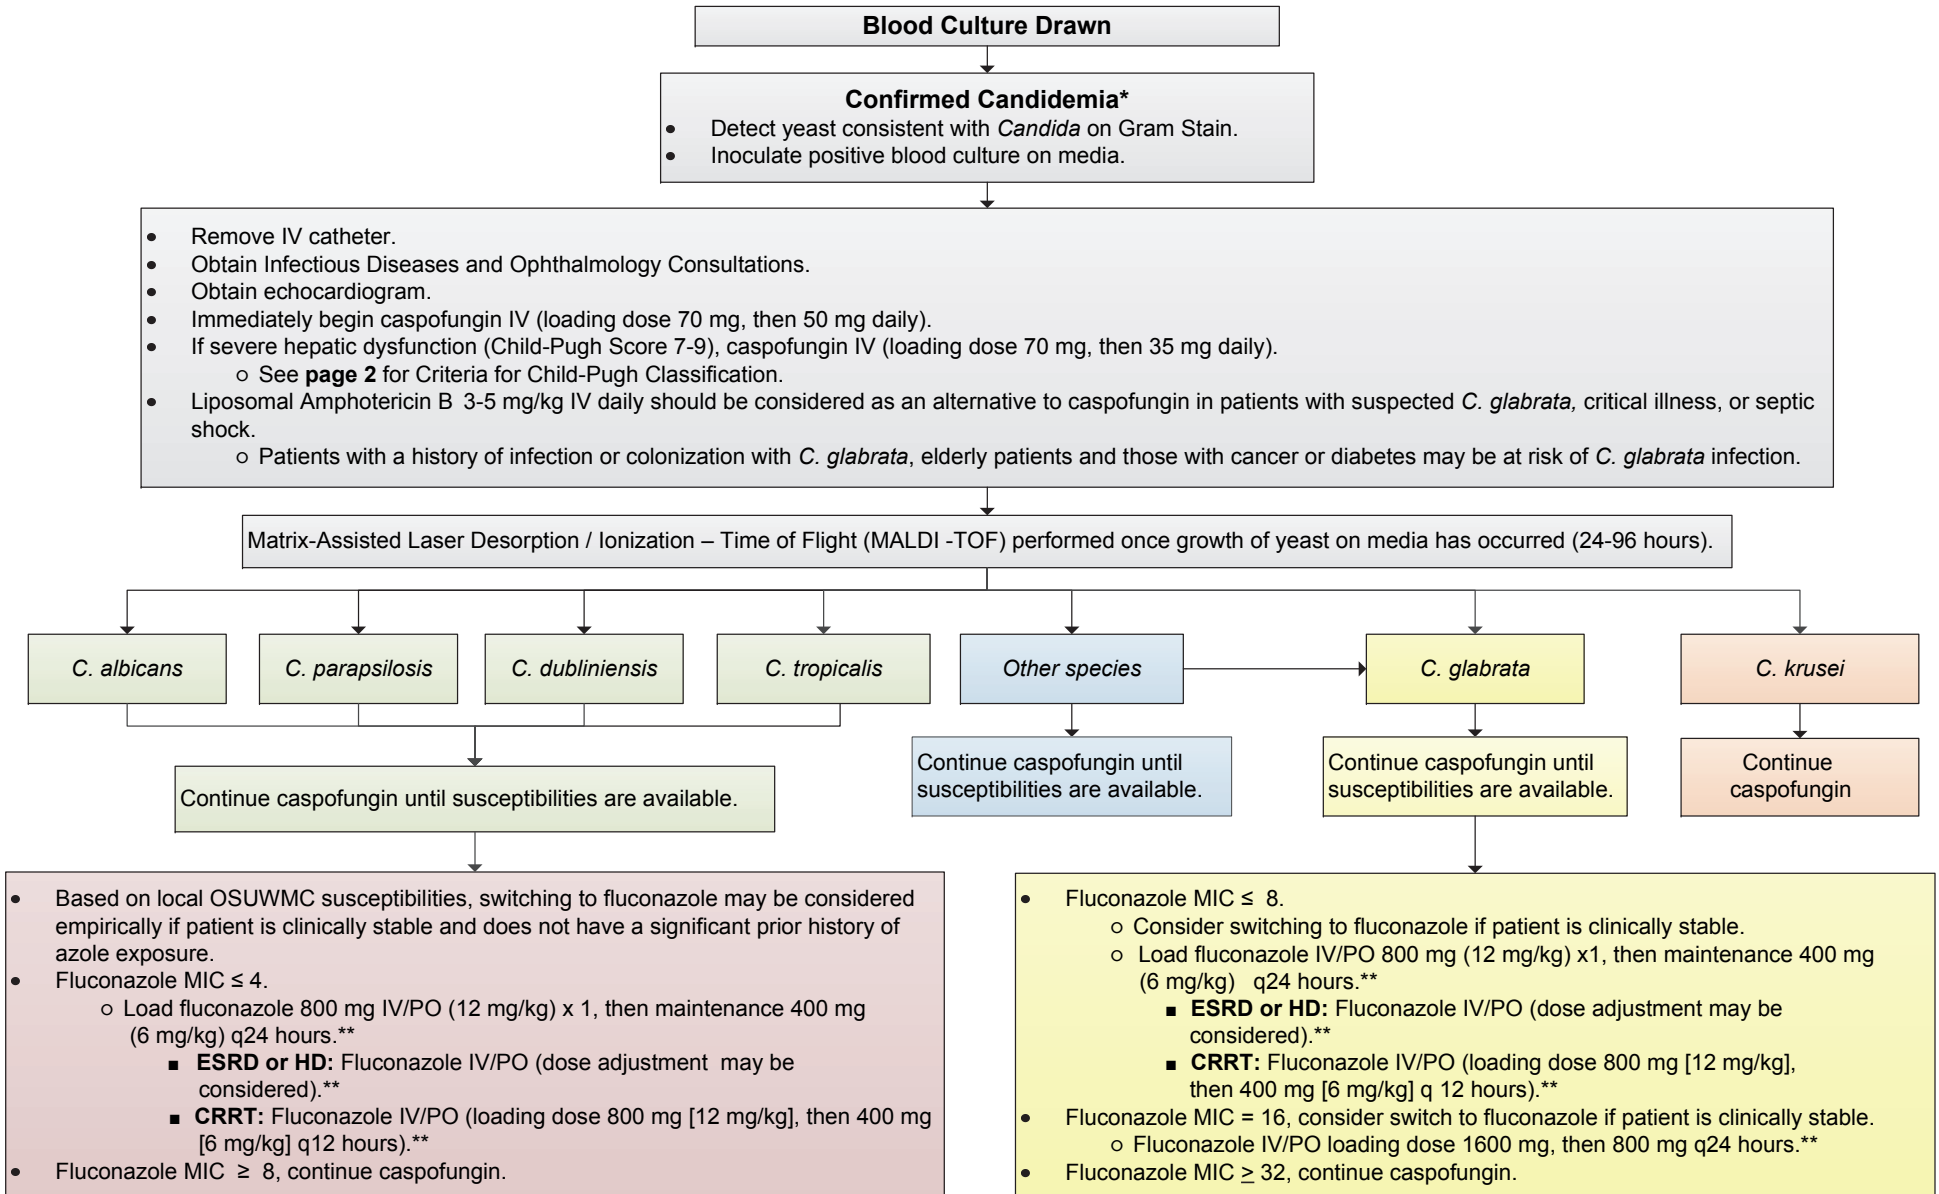 Blood Culture Drawn
Confirmed Candidemia*
• Detect yeast consistent with Candida on Gram Stain.
• Inoculate positive blood culture on media.
• Remove IV catheter.
• Obtain Infectious Diseases and Ophthalmology Consultations.
• Obtain echocardiogram.
• Immediately begin caspofungin IV (loading dose 70 mg, then 50 mg daily).
• If severe hepatic dysfunction (Child-Pugh Score 7-9), caspofungin IV (loading dose 70 mg, then 35 mg daily).
o See page 2 for Criteria for Child-Pugh Classification.
• Liposomal Amphotericin B 3-5 mg/kg IV daily should be considered as an alternative to caspofungin in patients with suspected C. glabrata, critical illness, or septic
shock.
o Patients with a history of infection or colonization with C. glabrata, elderly patients and those with cancer or diabetes may be at risk of C. glabrata infection.
Matrix-Assisted Laser Desorption / Ionization – Time of Flight (MALDI -TOF) performed once growth of yeast on media has occurred (24-96 hours).
C. albicans
C. parapsilosis
C. dubliniensis
C. tropicalis
Other species
C. glabrata
C. krusei
Continue caspofungin until susceptibilities are available.
Continue caspofungin until
susceptibilities are available.
Continue caspofungin until
susceptibilities are available.
Continue
caspofungin
• Based on local OSUWMC susceptibilities, switching to fluconazole may be considered
empirically if patient is clinically stable and does not have a significant prior history of
azole exposure.
• Fluconazole MIC ≤ 4.
o Load fluconazole 800 mg IV/PO (12 mg/kg) x 1, then maintenance 400 mg
(6 mg/kg) q24 hours.**
■ ESRD or HD: Fluconazole IV/PO (dose adjustment may be
considered).**
■ CRRT: Fluconazole IV/PO (loading dose 800 mg [12 mg/kg], then 400 mg
[6 mg/kg] q12 hours).**
• Fluconazole MIC ≥ 8, continue caspofungin.
• Fluconazole MIC ≤ 8.
o Consider switching to fluconazole if patient is clinically stable.
o Load fluconazole IV/PO 800 mg (12 mg/kg) x1, then maintenance 400 mg
(6 mg/kg) q24 hours.**
■ ESRD or HD: Fluconazole IV/PO (dose adjustment may be
considered).**
■ CRRT: Fluconazole IV/PO (loading dose 800 mg [12 mg/kg],
then 400 mg [6 mg/kg] q 12 hours).**
• Fluconazole MIC = 16, consider switch to fluconazole if patient is clinically stable.
o Fluconazole IV/PO loading dose 1600 mg, then 800 mg q24 hours.**
• Fluconazole MIC ≥ 32, continue caspofungin.